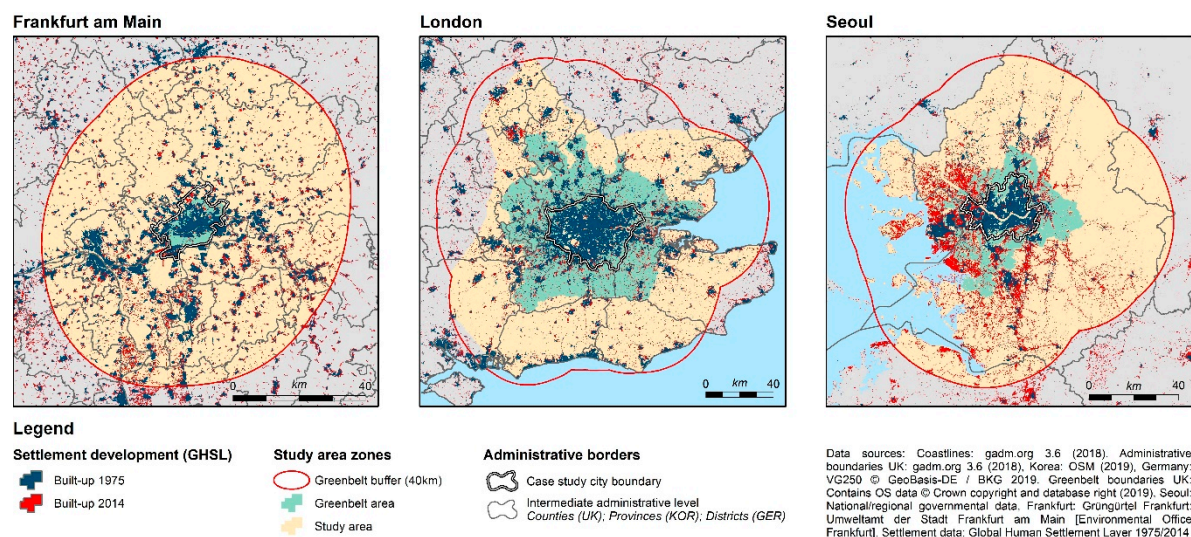 Frankfurt am Main
London
Seoul
0 km 40
0 km 40
0 km 40
Legend
Settlement development (GHSL)
Built-up 1975
Built-up 2014
Study area zones
Greenbelt buffer (40km)
Greenbelt area
Study area
Administrative borders
Case study city boundary
Intermediate administrative level
Counties (UK); Provinces (KOR); Districts (GER)
Data sources: Coastlines: gadm.org 3.6 (2018). Administrative
boundaries UK: gadm.org 3.6 (2018), Korea: OSM (2019), Germany:
VG250 © GeoBasis-DE / BKG 2019. Greenbelt boundaries UK:
Contains OS data © Crown copyright and database right (2019). Seoul:
National/regional governmental data. Frankfurt: Grüngürtel Frankfurt:
Umweltamt der Stadt Frankfurt am Main [Environmental Office
Frankfurt]. Settlement data: Global Human Settlement Layer 1975/2014